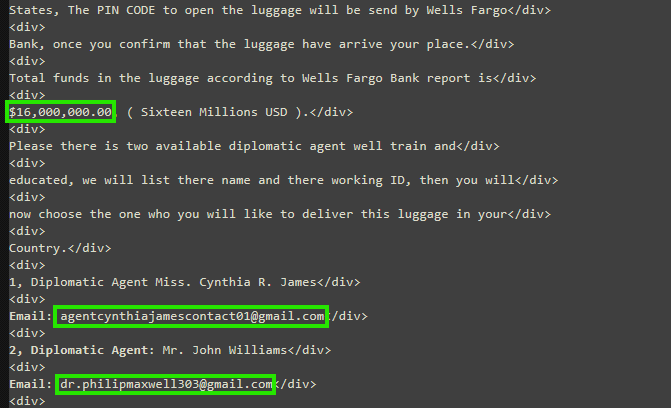 States, The PIN CODE to open the luggage will be send by Wells Fargo</div>
<div>
Bank, once you confirm that the luggage have arrive your place.</div>
<div>
Total funds in the luggage according to Wells Fargo Bank report is</div>
<div>
$16,000,000.00, ( Sixteen Millions USD ).</div>
<div>
Please there is two available diplomatic agent well train and</div>
<div>
educated, we will list there name and there working ID, then you will</div>
<div>
now choose the one who you will like to deliver this luggage in your</div>
<div>
Country.</div>
<div>
1, Diplomatic Agent Miss. Cynthia R. James</div>
<div>
Email: agentcynthiajamescontact01@gmail.com</div>
<div>
2, Diplomatic Agent: Mr. John Williams</div>
<div>
Email: dr.philipmaxwell303@gmail.com</div>
<div>